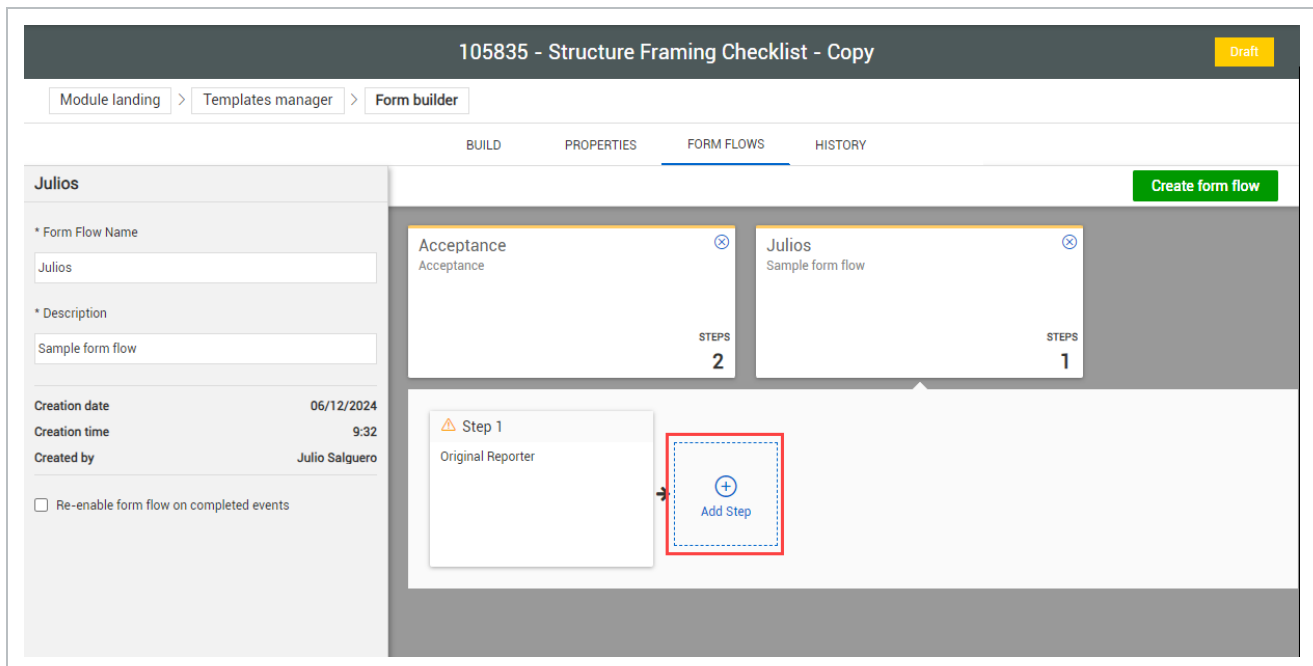 105835 - Structure Framing Checklist - Copy
Draft
Module landing > Templates manager > Form builder
BUILD PROPERTIES FORM FLOWS HISTORY
Julios
Create form flow
* Form Flow Name
Julios
* Description
Sample form flow
Creation date 06/12/2024
Creation time 9:32
Created by Julio Salguero
Re-enable form flow on completed events
Acceptance
Acceptance
STEPS
2
Julios
Sample form flow
STEPS
1
Step 1
Original Reporter
Add Step